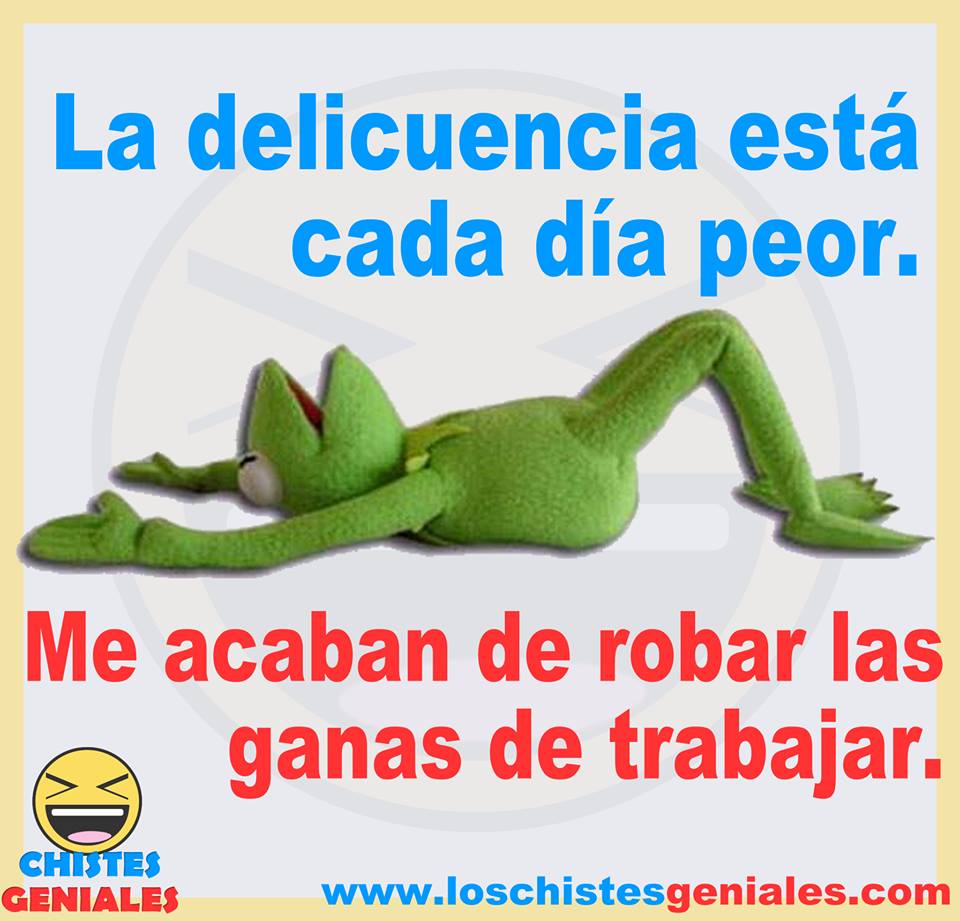 La delicuencia está
cada día peor.
Me acaban de robar las
ganas de trabajar.
CHISTES
GENIALES
www.loschistesgeniales.com